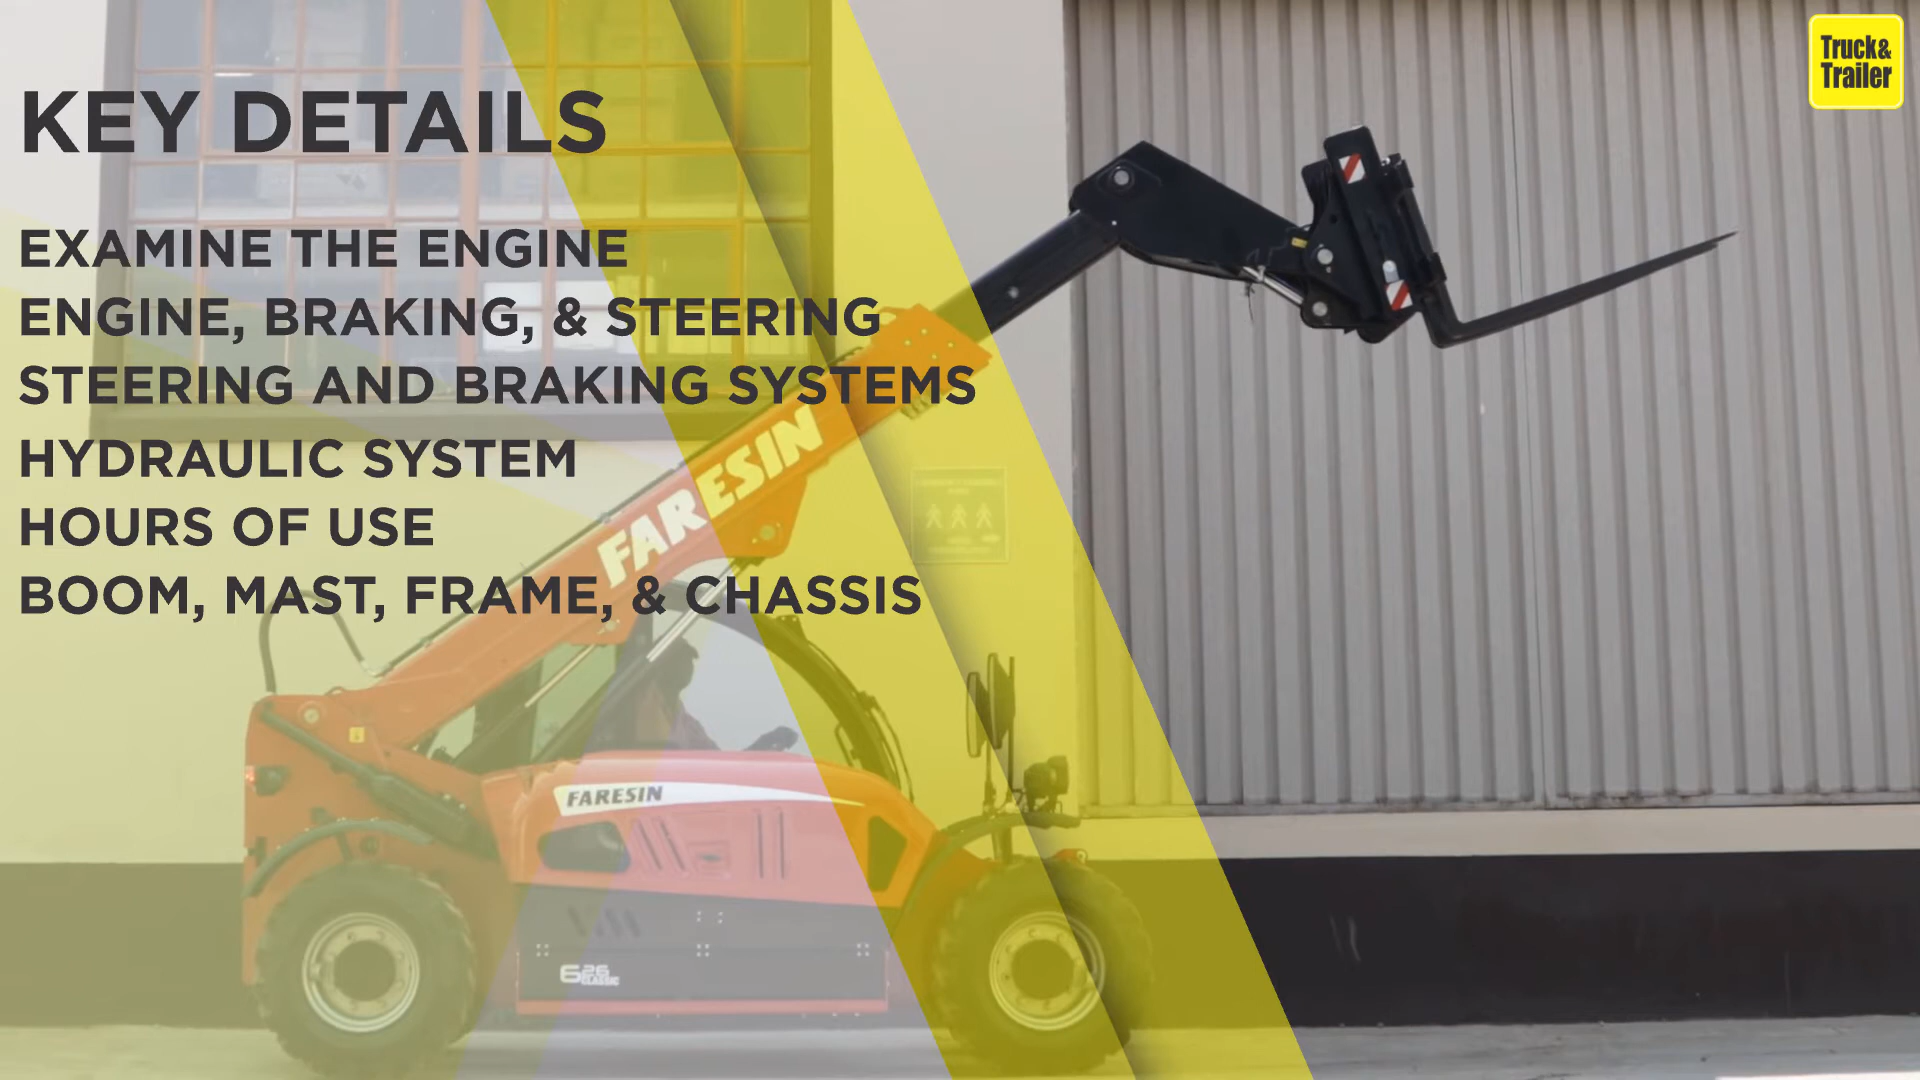 Truck&
Trailer
KEY DETAILS
EXAMINE THE ENGINE
ENGINE, BRAKING, & STEERING
STEERING AND BRAKING SYSTEMS
HYDRAULIC SYSTEM
HOURS OF USE
BOOM, MAST, FRAME, & CHASSIS
FARESIN
FARESIN
626
CLASSIC